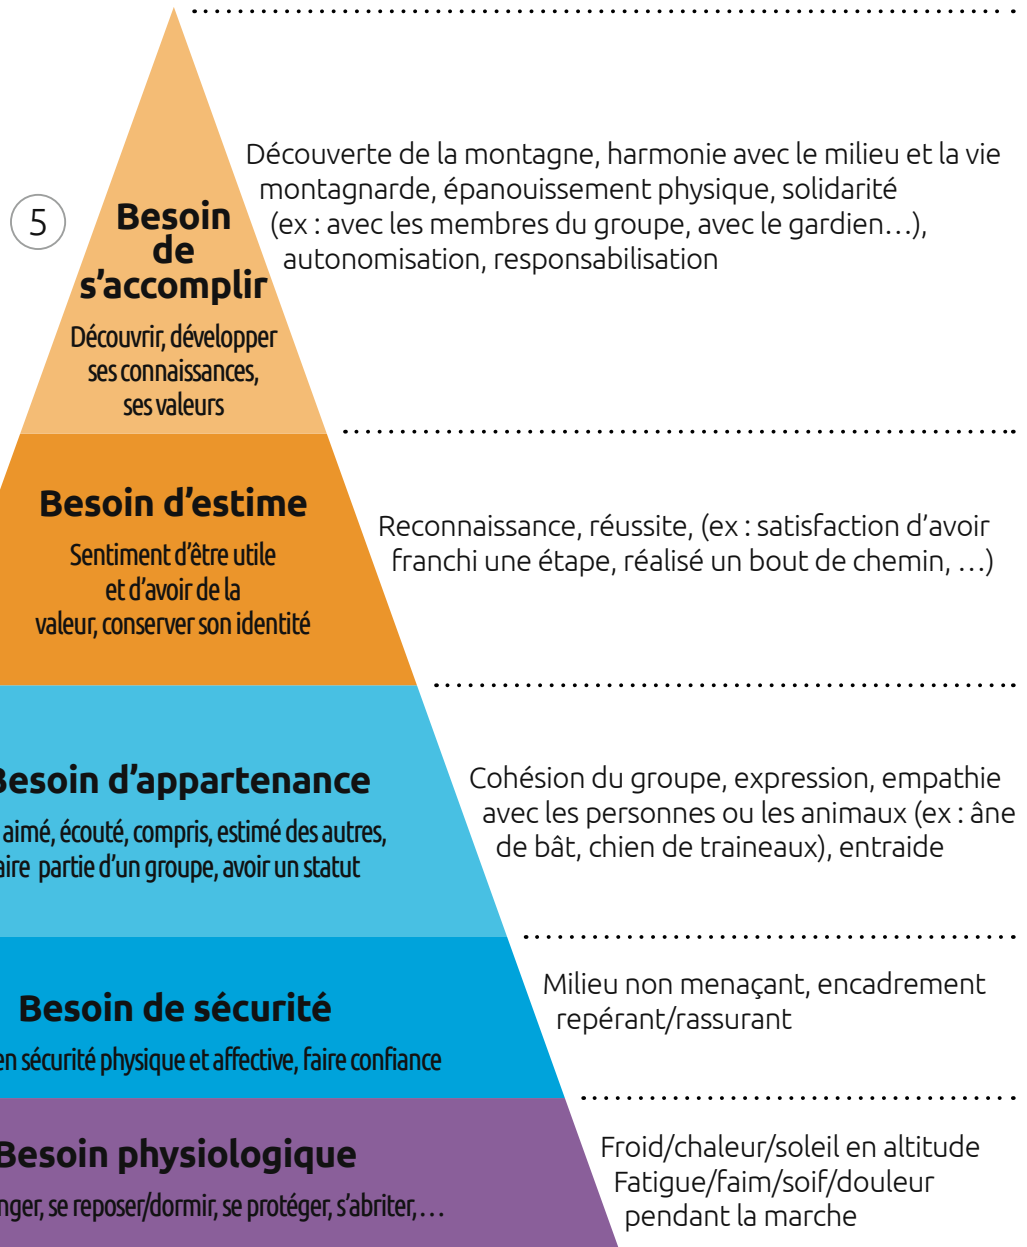 5
Besoin
de
s’accomplir
Découvrir, développer
ses connaissances,
ses valeurs
Découverte de la montagne, harmonie avec le milieu et la vie
montagnarde, épanouissement physique, solidarité
(ex : avec les membres du groupe, avec le gardien…),
autonomisation, responsabilisation
Besoin d’estime
Sentiment d’être utile
et d’avoir de la
valeur, conserver son identité
Reconnaissance, réussite, (ex : satisfaction d’avoir
franchi une étape, réalisé un bout de chemin, …)
Besoin d’appartenance
aimé, écouté, compris, estimé des autres,
partie d’un groupe, avoir un statut
Cohésion du groupe, expression, empathie
avec les personnes ou les animaux (ex : âne
de bât, chien de traineaux), entraide
Besoin de sécurité
en sécurité physique et affective, faire confiance
Milieu non menaçant, encadrement
repérant/rassurant
Besoin physiologique
se reposer/dormir, se protéger, s’abriter,…
Froid/chaleur/soleil en altitude
Fatigue/faim/soif/douleur
pendant la marche